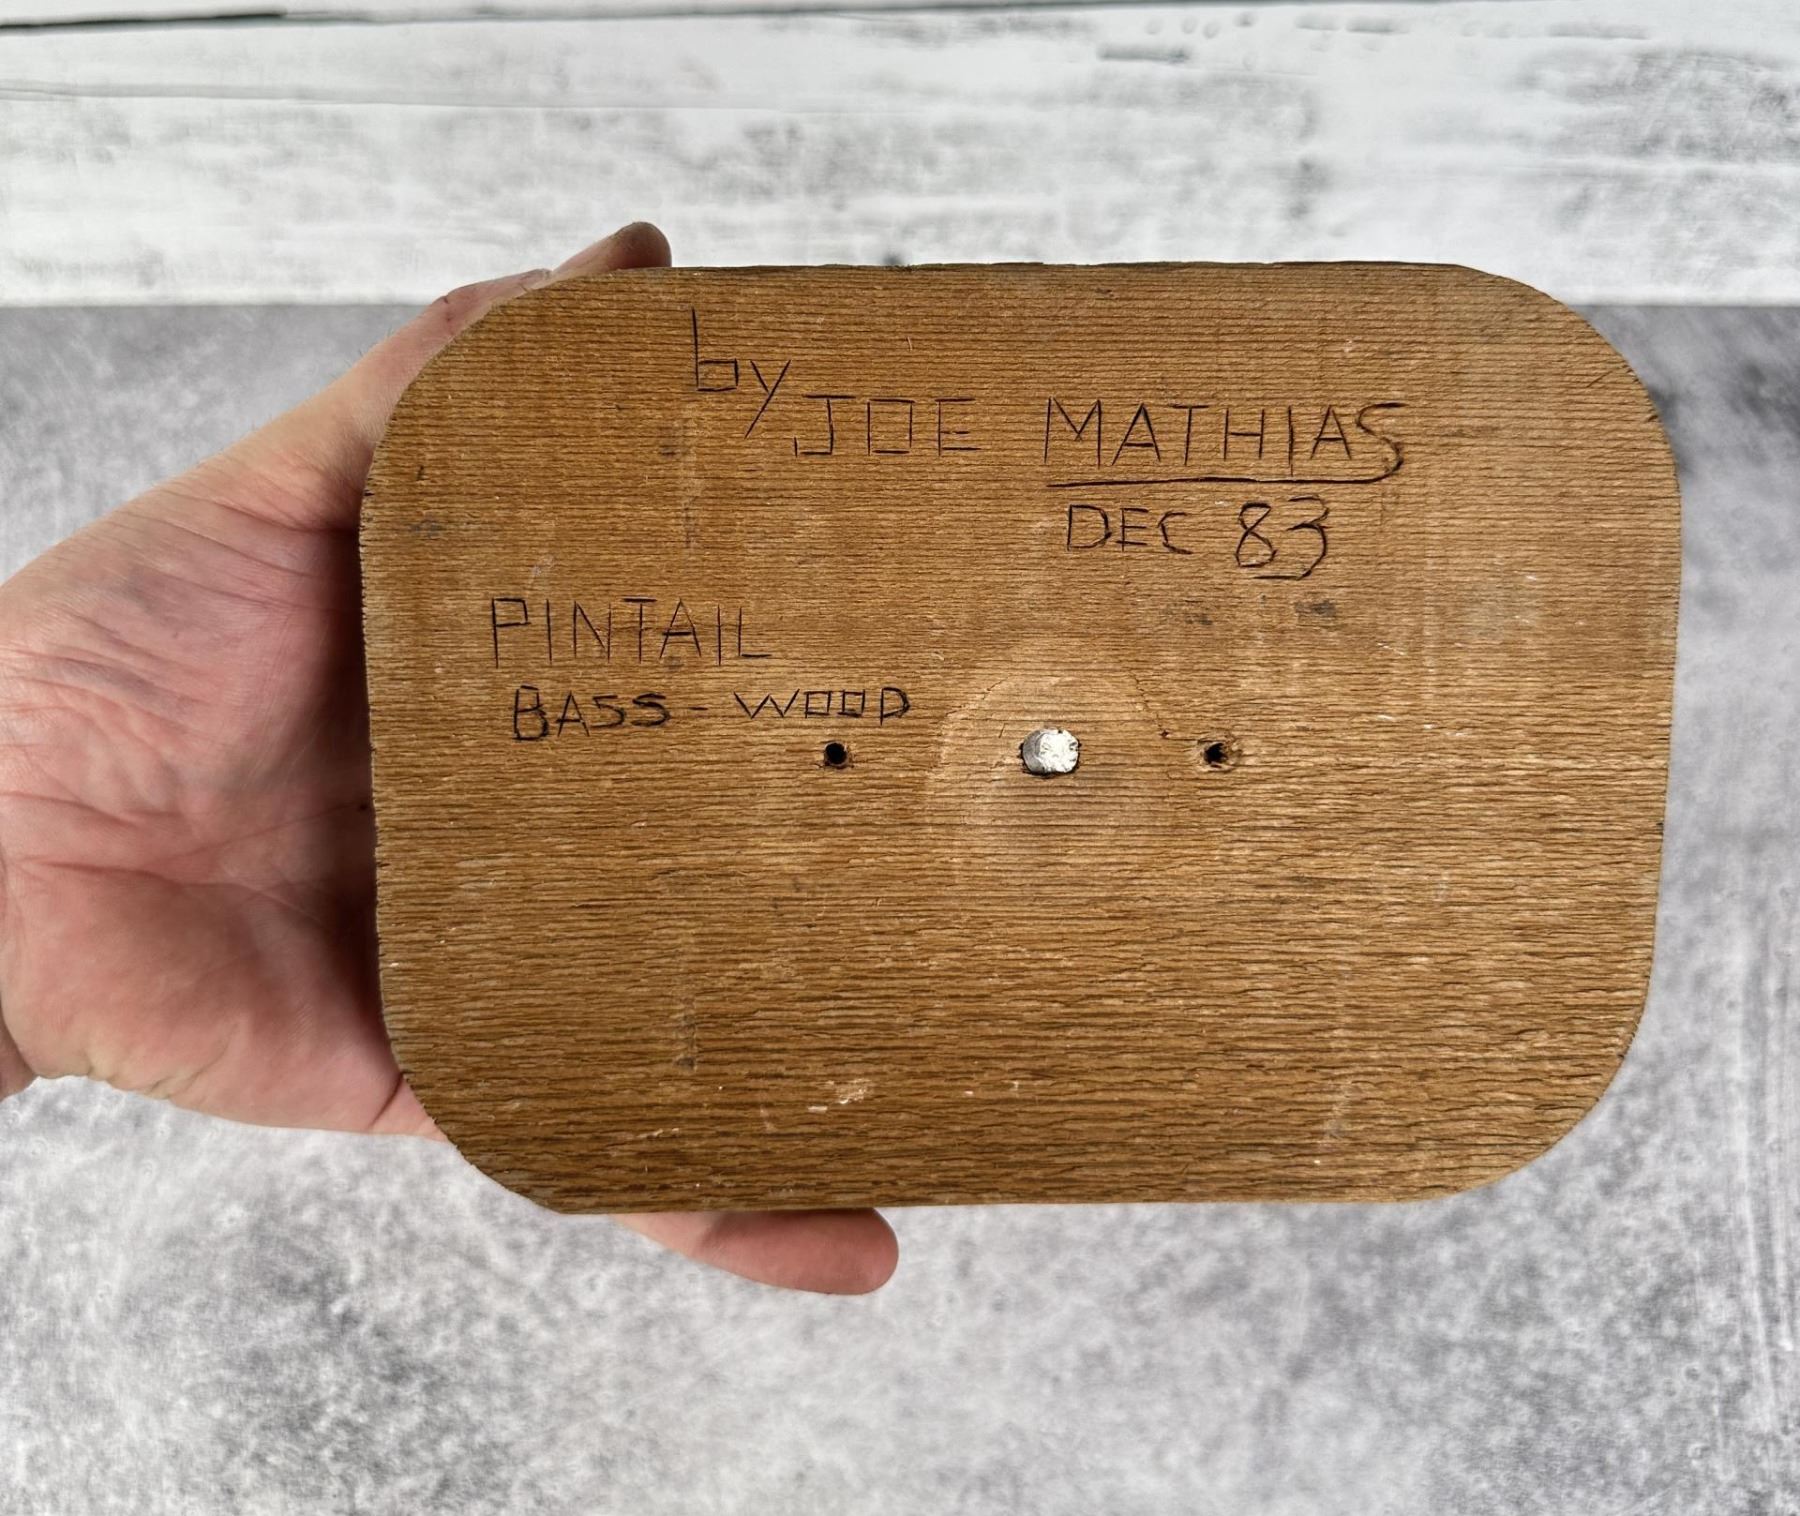 by JOE MATHIAS
DEC 83
PINTAIL
BASS-WOOD